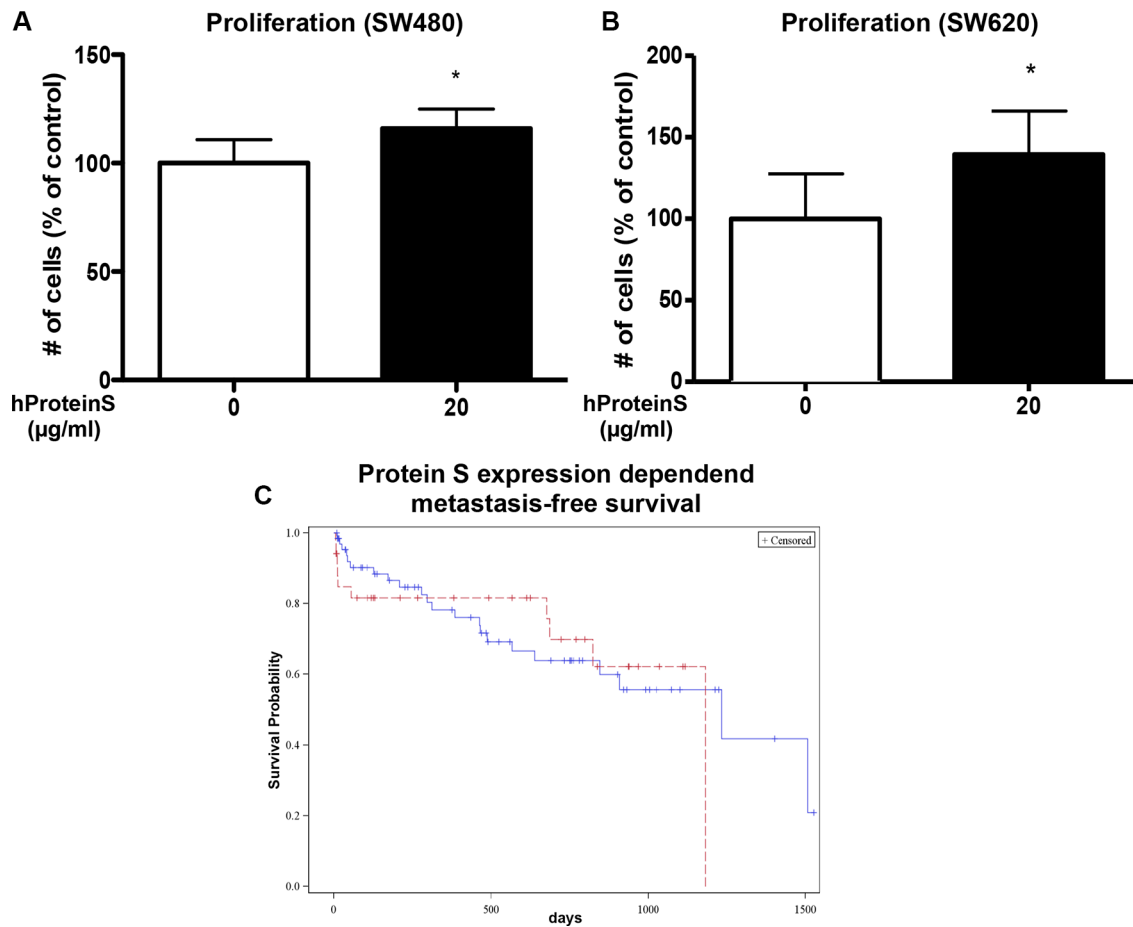 A
Proliferation (SW480)
# of cells (% of control)
150
100
50
0
*
hProteinS
(µg/ml)
0
20
B
Proliferation (SW620)
# of cells (% of control)
200
150
100
50
0
*
hProteinS
(µg/ml)
0
20
C
Protein S expression dependend
metastasis-free survival
+ Censored
Survival Probability
1.0
0.8
0.6
0.4
0.2
0.0
0
500
1000
1500
days